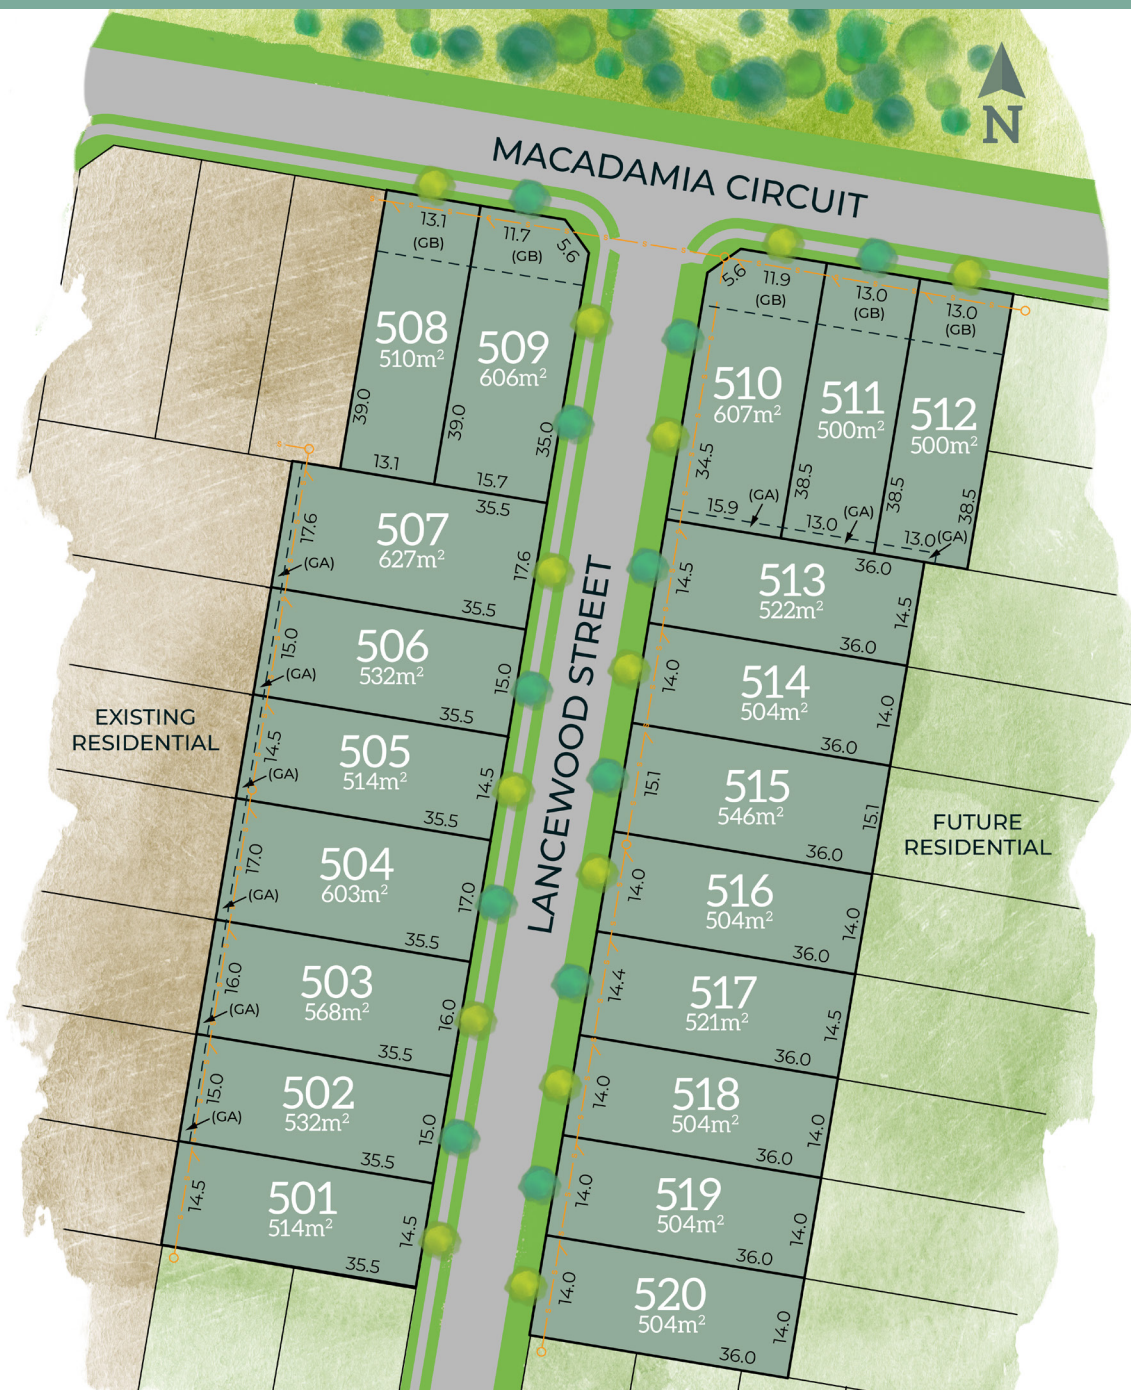 N
MACADAMIA CIRCUIT
13.1
(GB)
11.7
(GB)
5.6
508
510m²
509
606m²
39.0
39.0
35.0
13.1
15.7
5.6
11.9
(GB)
13.0
(GB)
13.0
(GB)
510
607m²
511
500m²
512
500m²
34.5
38.5
38.5
38.5
15.9
(GA)
13.0
(GA)
13.0
(GA)
35.5
507
627m²
17.6
17.6
(GA)
35.5
506
532m²
15.0
15.0
(GA)
35.5
505
514m²
14.5
14.5
(GA)
35.5
504
603m²
17.0
17.0
(GA)
35.5
503
568m²
16.0
16.0
(GA)
35.5
502
532m²
15.0
15.0
(GA)
35.5
501
514m²
14.5
14.5
35.5
EXISTING
RESIDENTIAL
LANCEWOOD STREET
36.0
513
522m²
14.5
14.5
36.0
514
504m²
14.0
14.0
36.0
515
546m²
15.1
15.1
36.0
516
504m²
14.0
14.0
36.0
517
521m²
14.4
14.5
36.0
518
504m²
14.0
14.0
36.0
519
504m²
14.0
14.0
36.0
520
504m²
14.0
14.0
36.0
FUTURE
RESIDENTIAL